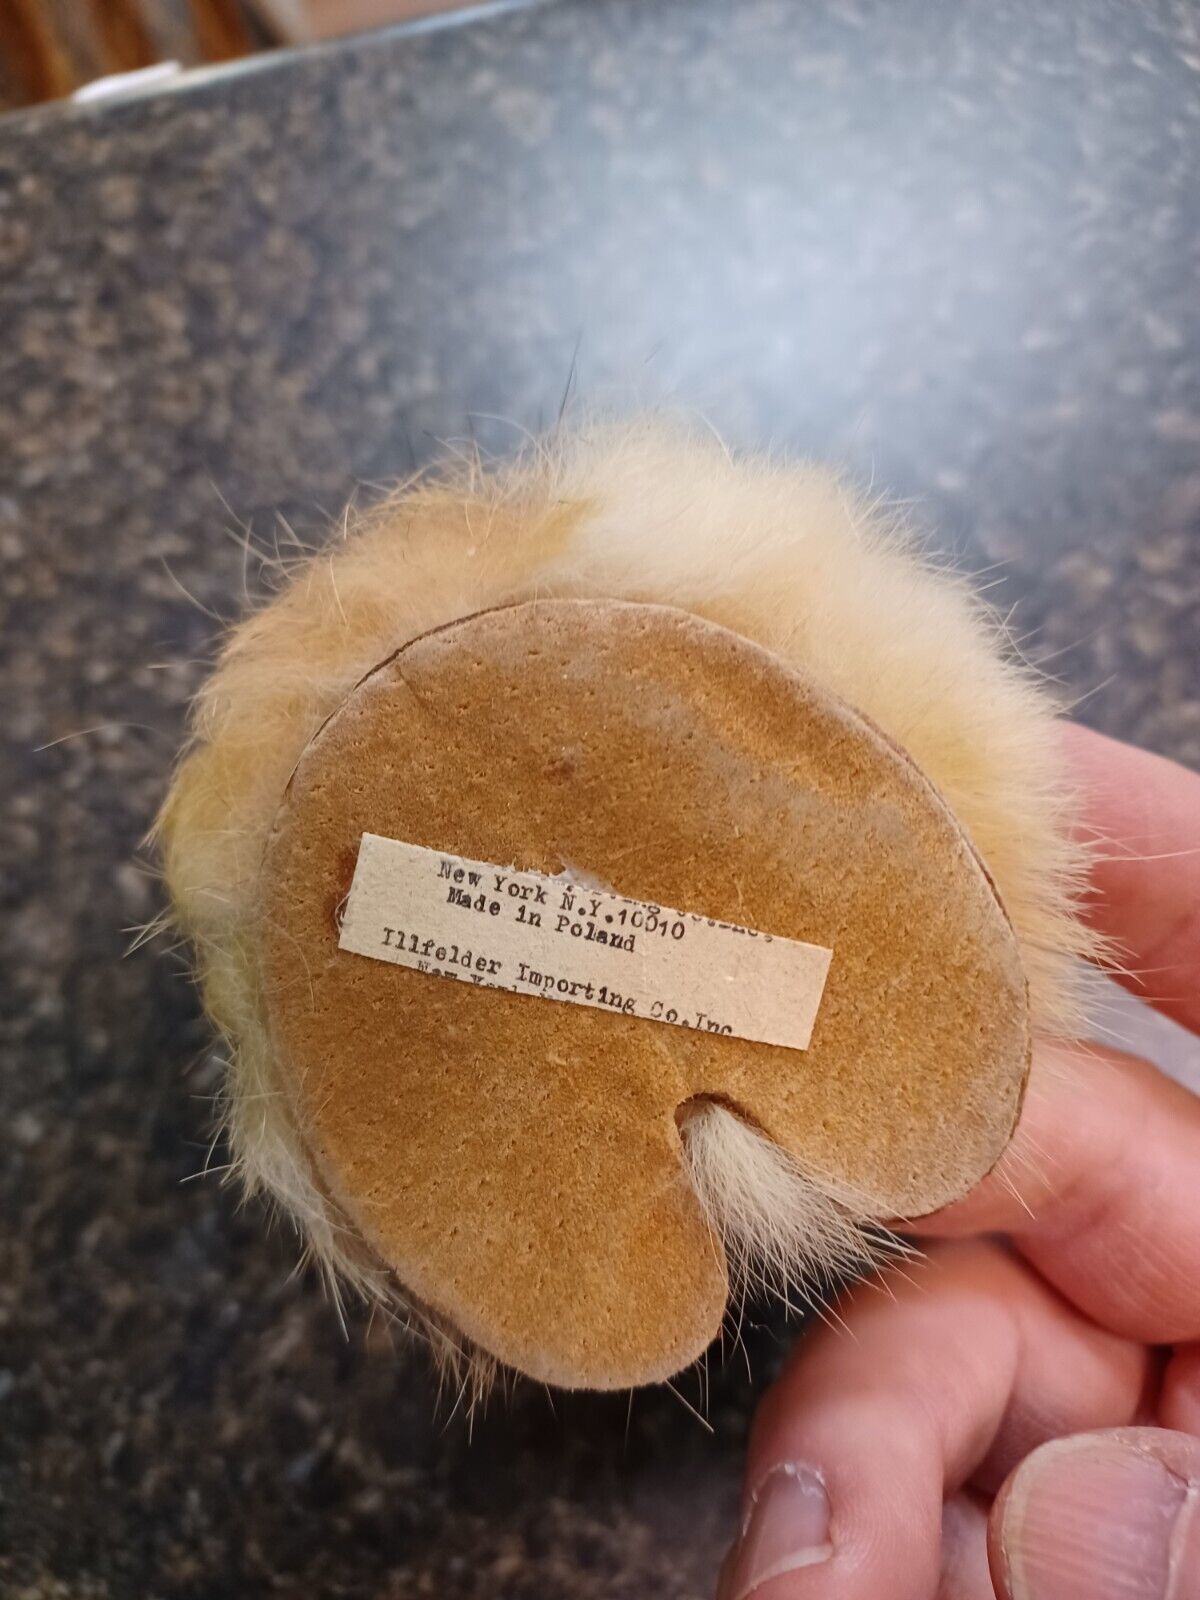 New York N.Y.10010
Made in Poland
Illfelder Importing Co.Inc